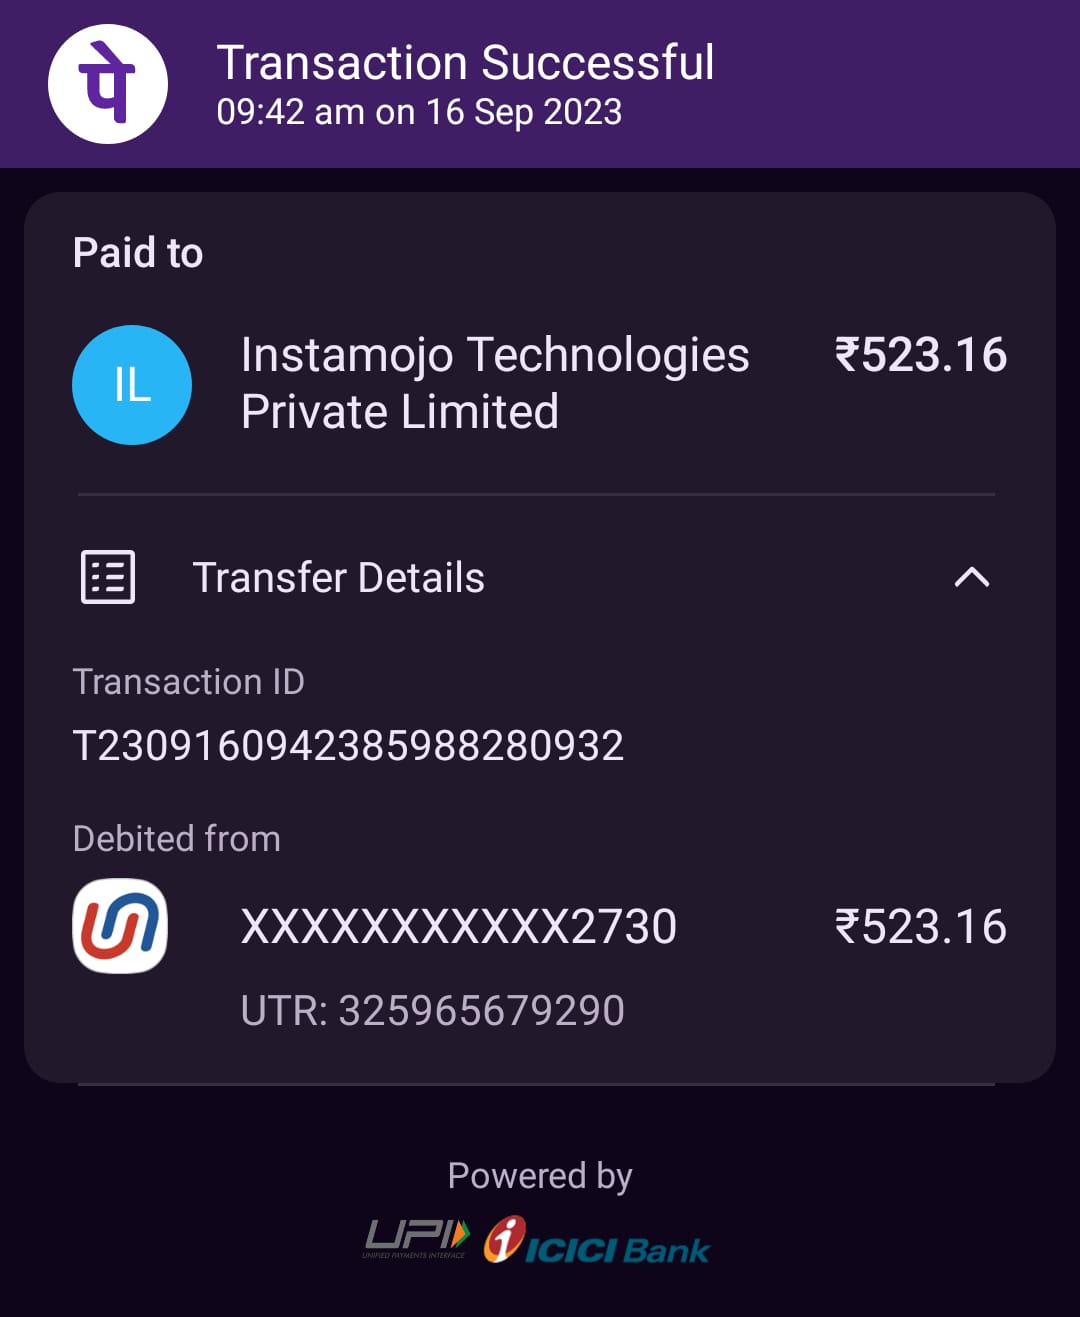 पे
Transaction Successful
09:42 am on 16 Sep 2023
Paid to
IL
Instamojo Technologies
Private Limited
₹523.16
Transfer Details
Transaction ID
T2309160942385988280932
Debited from
XXXXXXXXXXX2730
₹523.16
UTR: 325965679290
Powered by
UPI
UNIFIED PAYMENTS INTERFACE
ICICI Bank